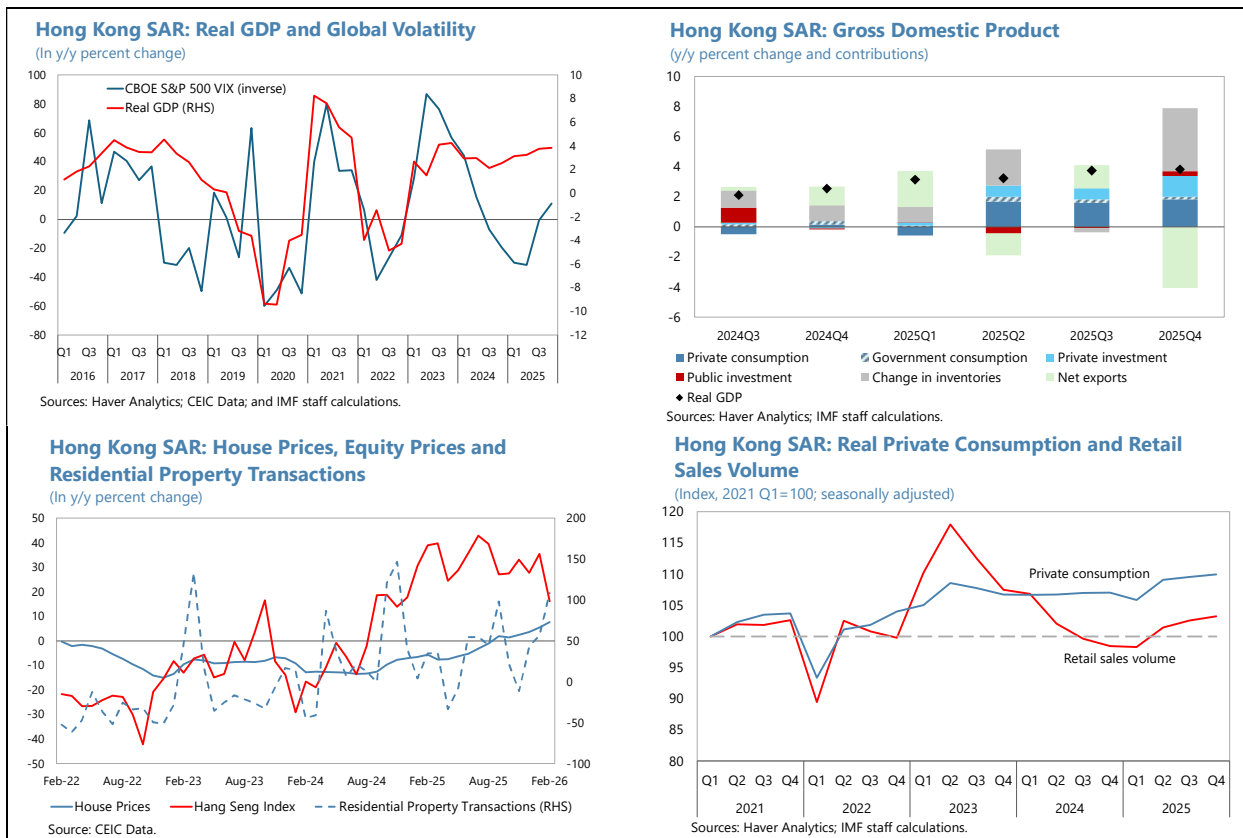 Hong Kong SAR: Real GDP and Global Volatility
(In y/y percent change)
100
80
60
40
20
0
-20
-40
-60
-80
10
8
6
4
2
0
-2
-4
-6
-8
-10
-12
CBOE S&P 500 VIX (inverse)
Real GDP (RHS)
Q1 Q3 Q1 Q3 Q1 Q3 Q1 Q3 Q1 Q3 Q1 Q3 Q1 Q3 Q1 Q3 Q1 Q3 Q1 Q3
2016 2017 2018 2019 2020 2021 2022 2023 2024 2025
Sources: Haver Analytics; CEIC Data; and IMF staff calculations.
Hong Kong SAR: Gross Domestic Product
(y/y percent change and contributions)
10
8
6
4
2
0
-2
-4
-6
2024Q3 2024Q4 2025Q1 2025Q2 2025Q3 2025Q4
Private consumption Government consumption Private investment
Public investment Change in inventories Net exports
Real GDP
Sources: Haver Analytics; IMF staff calculations.
Hong Kong SAR: House Prices, Equity Prices and
Residential Property Transactions
(In y/y percent change)
50
40
30
20
10
0
-10
-20
-30
-40
-50
200
150
100
50
0
-50
-100
Feb-22 Aug-22 Feb-23 Aug-23 Feb-24 Aug-24 Feb-25 Aug-25 Feb-26
House Prices Hang Seng Index Residential Property Transactions (RHS)
Source: CEIC Data.
Hong Kong SAR: Real Private Consumption and Retail
Sales Volume
(Index, 2021 Q1=100; seasonally adjusted)
120
115
110
105
100
95
90
85
80
Private consumption
Retail sales volume
Q1 Q2 Q3 Q4 Q1 Q2 Q3 Q4 Q1 Q2 Q3 Q4 Q1 Q2 Q3 Q4 Q1 Q2 Q3 Q4
2021 2022 2023 2024 2025
Sources: Haver Analytics; IMF staff calculations.